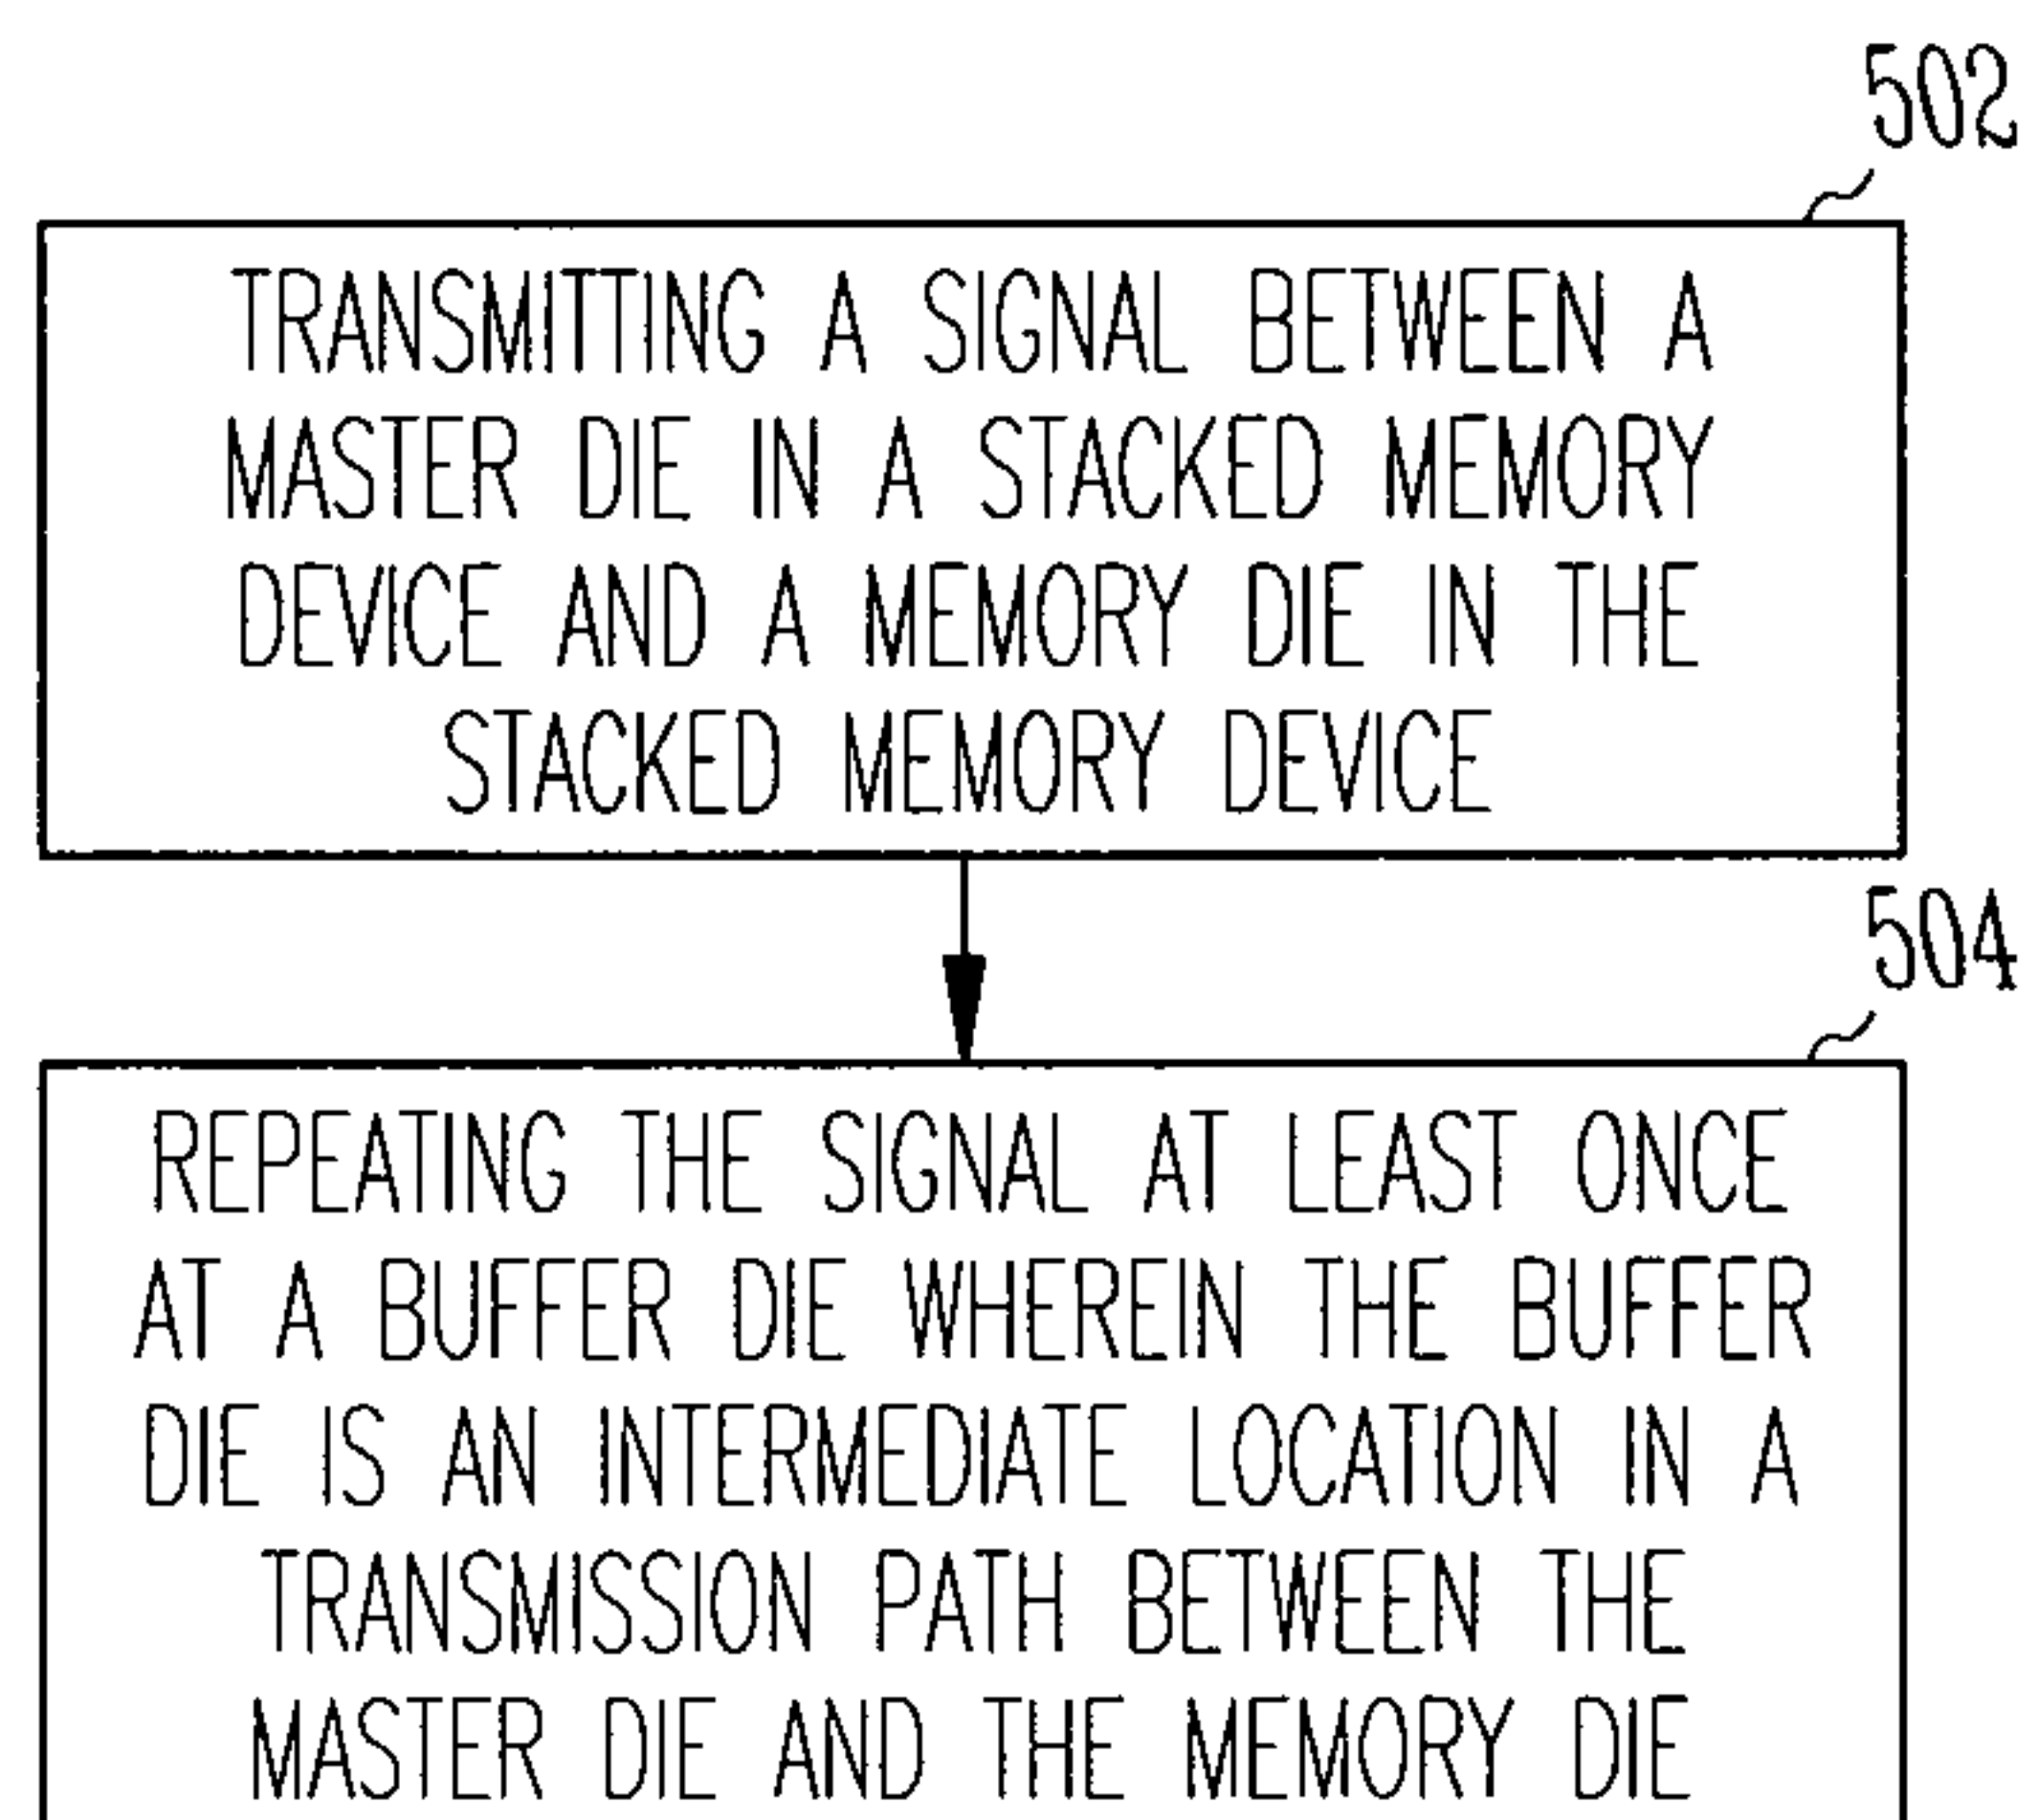 502
TRANSMITTING A SIGNAL BETWEEN A
MASTER DIE IN A STACKED MEMORY
DEVICE AND A MEMORY DIE IN THE
STACKED MEMORY DEVICE
504
REPEATING THE SIGNAL AT LEAST ONCE
AT A BUFFER DIE WHEREIN THE BUFFER
DIE IS AN INTERMEDIATE LOCATION IN A
TRANSMISSION PATH BETWEEN THE
MASTER DIE AND THE MEMORY DIE